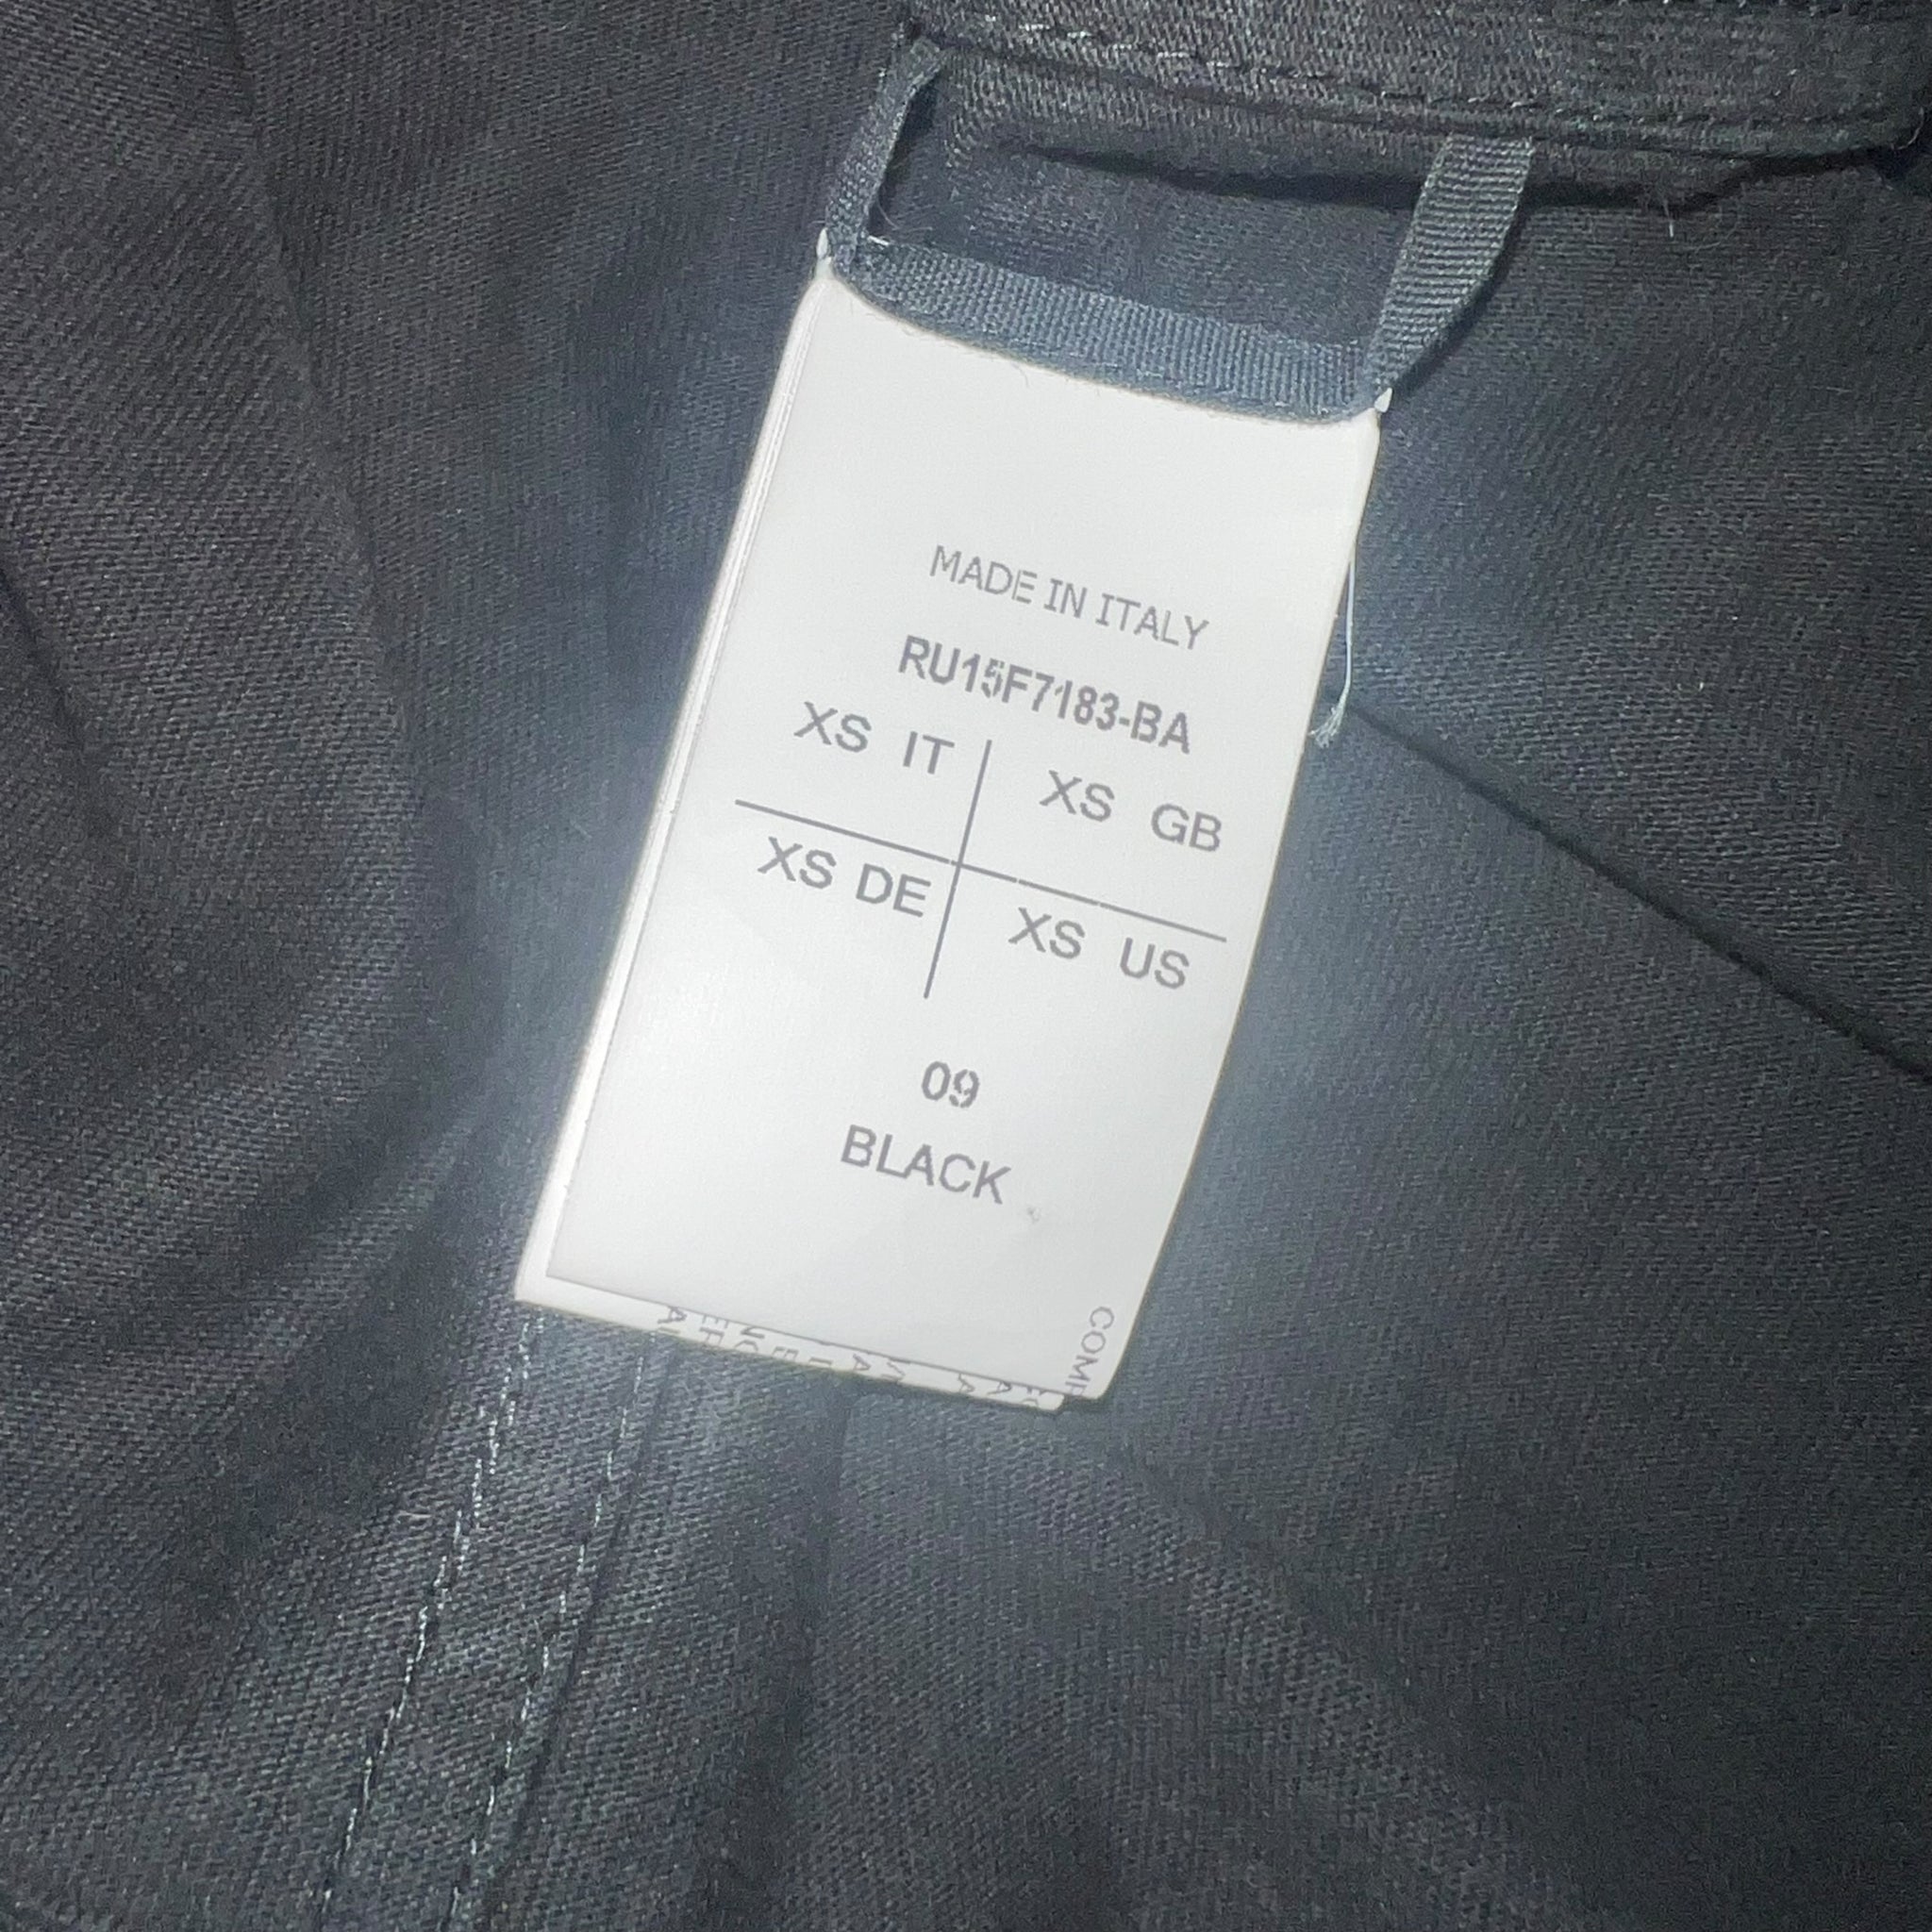 MADE IN ITALY
RU15F7183-BA
XS IT XS GB
XS DE XS US
09
BLACK